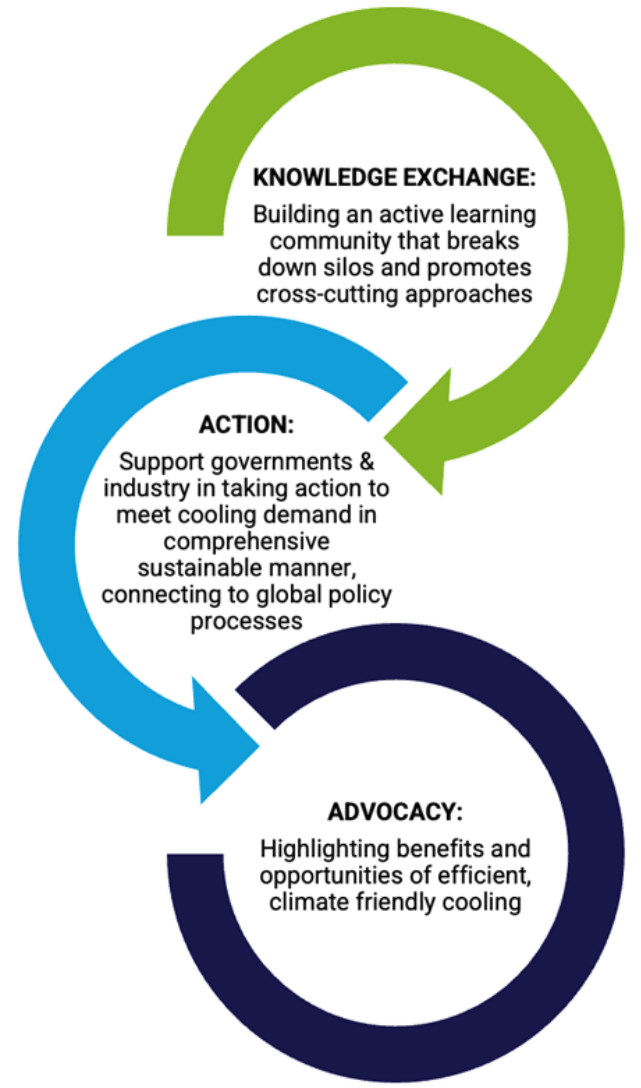 KNOWLEDGE EXCHANGE:
Building an active learning
community that breaks
down silos and promotes
cross-cutting approaches
ACTION:
Support governments &
industry in taking action to
meet cooling demand in
comprehensive
sustainable manner,
connecting to global policy
processes
ADVOCACY:
Highlighting benefits and
opportunities of efficient,
climate friendly cooling